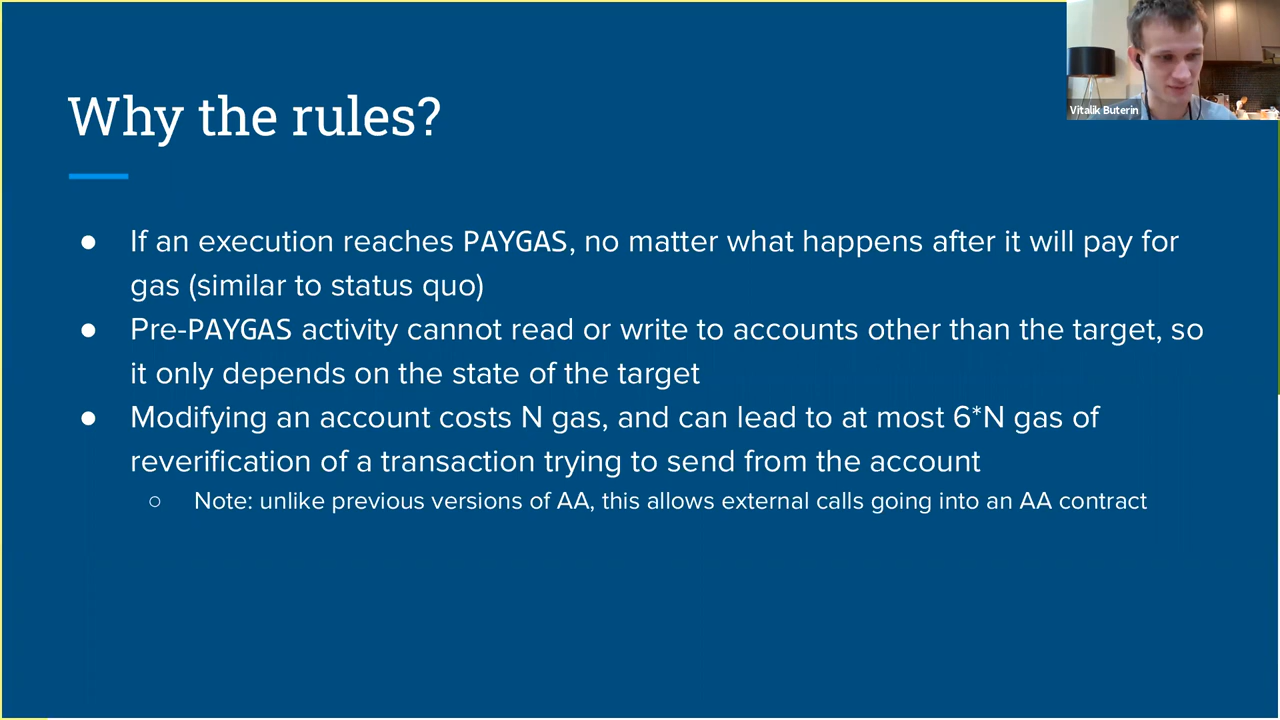 Vitalik Buterin
Why the rules?
● If an execution reaches PAYGAS, no matter what happens after it will pay for
gas (similar to status quo)
● Pre-PAYGAS activity cannot read or write to accounts other than the target, so
it only depends on the state of the target
● Modifying an account costs N gas, and can lead to at most 6*N gas of
reverification of a transaction trying to send from the account
○ Note: unlike previous versions of AA, this allows external calls going into an AA contract